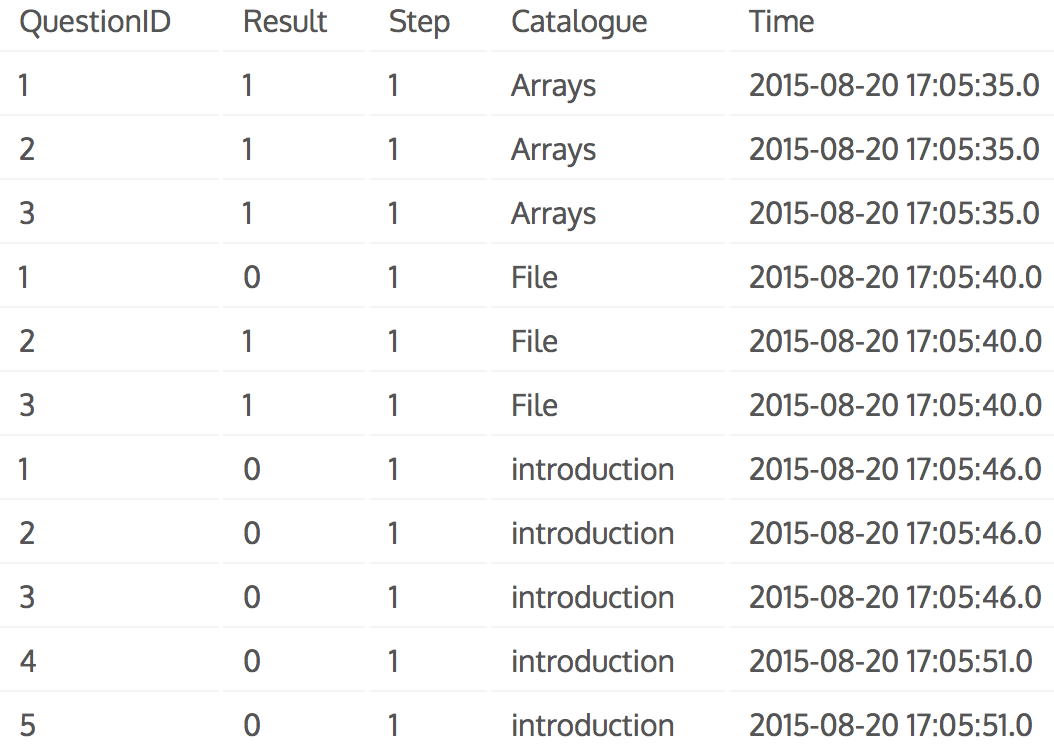 QuestionID Result Step Catalogue Time
1 1 1 Arrays 2015-08-20 17:05:35.0
2 1 1 Arrays 2015-08-20 17:05:35.0
3 1 1 Arrays 2015-08-20 17:05:35.0
1 0 1 File 2015-08-20 17:05:40.0
2 1 1 File 2015-08-20 17:05:40.0
3 1 1 File 2015-08-20 17:05:40.0
1 0 1 introduction 2015-08-20 17:05:46.0
2 0 1 introduction 2015-08-20 17:05:46.0
3 0 1 introduction 2015-08-20 17:05:46.0
4 0 1 introduction 2015-08-20 17:05:51.0
5 0 1 introduction 2015-08-20 17:05:51.0